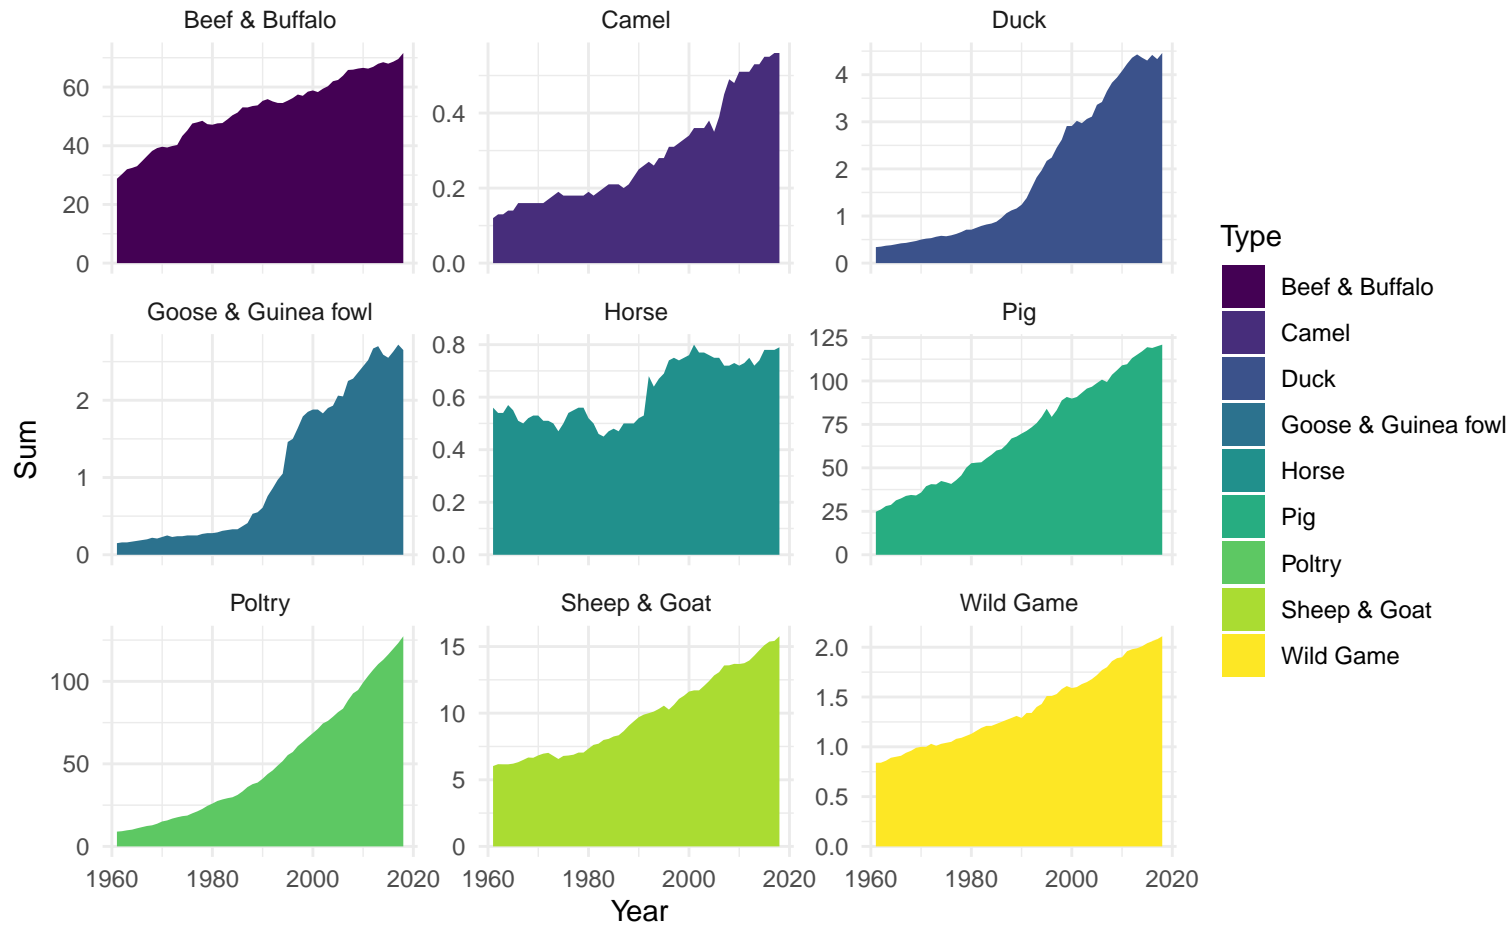 Beef & Buffalo
Camel
Duck
60
40
20
0
0.4
0.2
0.0
4
3
2
1
0
Goose & Guinea fowl
Horse
Pig
2
1
0
0.8
0.6
0.4
0.2
0.0
125
100
75
50
25
0
Poltry
Sheep & Goat
Wild Game
100
50
0
15
10
5
0
2.0
1.5
1.0
0.5
0.0
1960 1980 2000 2020
1960 1980 2000 2020
1960 1980 2000 2020
Year
Sum
Type
Beef & Buffalo
Camel
Duck
Goose & Guinea fowl
Horse
Pig
Poltry
Sheep & Goat
Wild Game